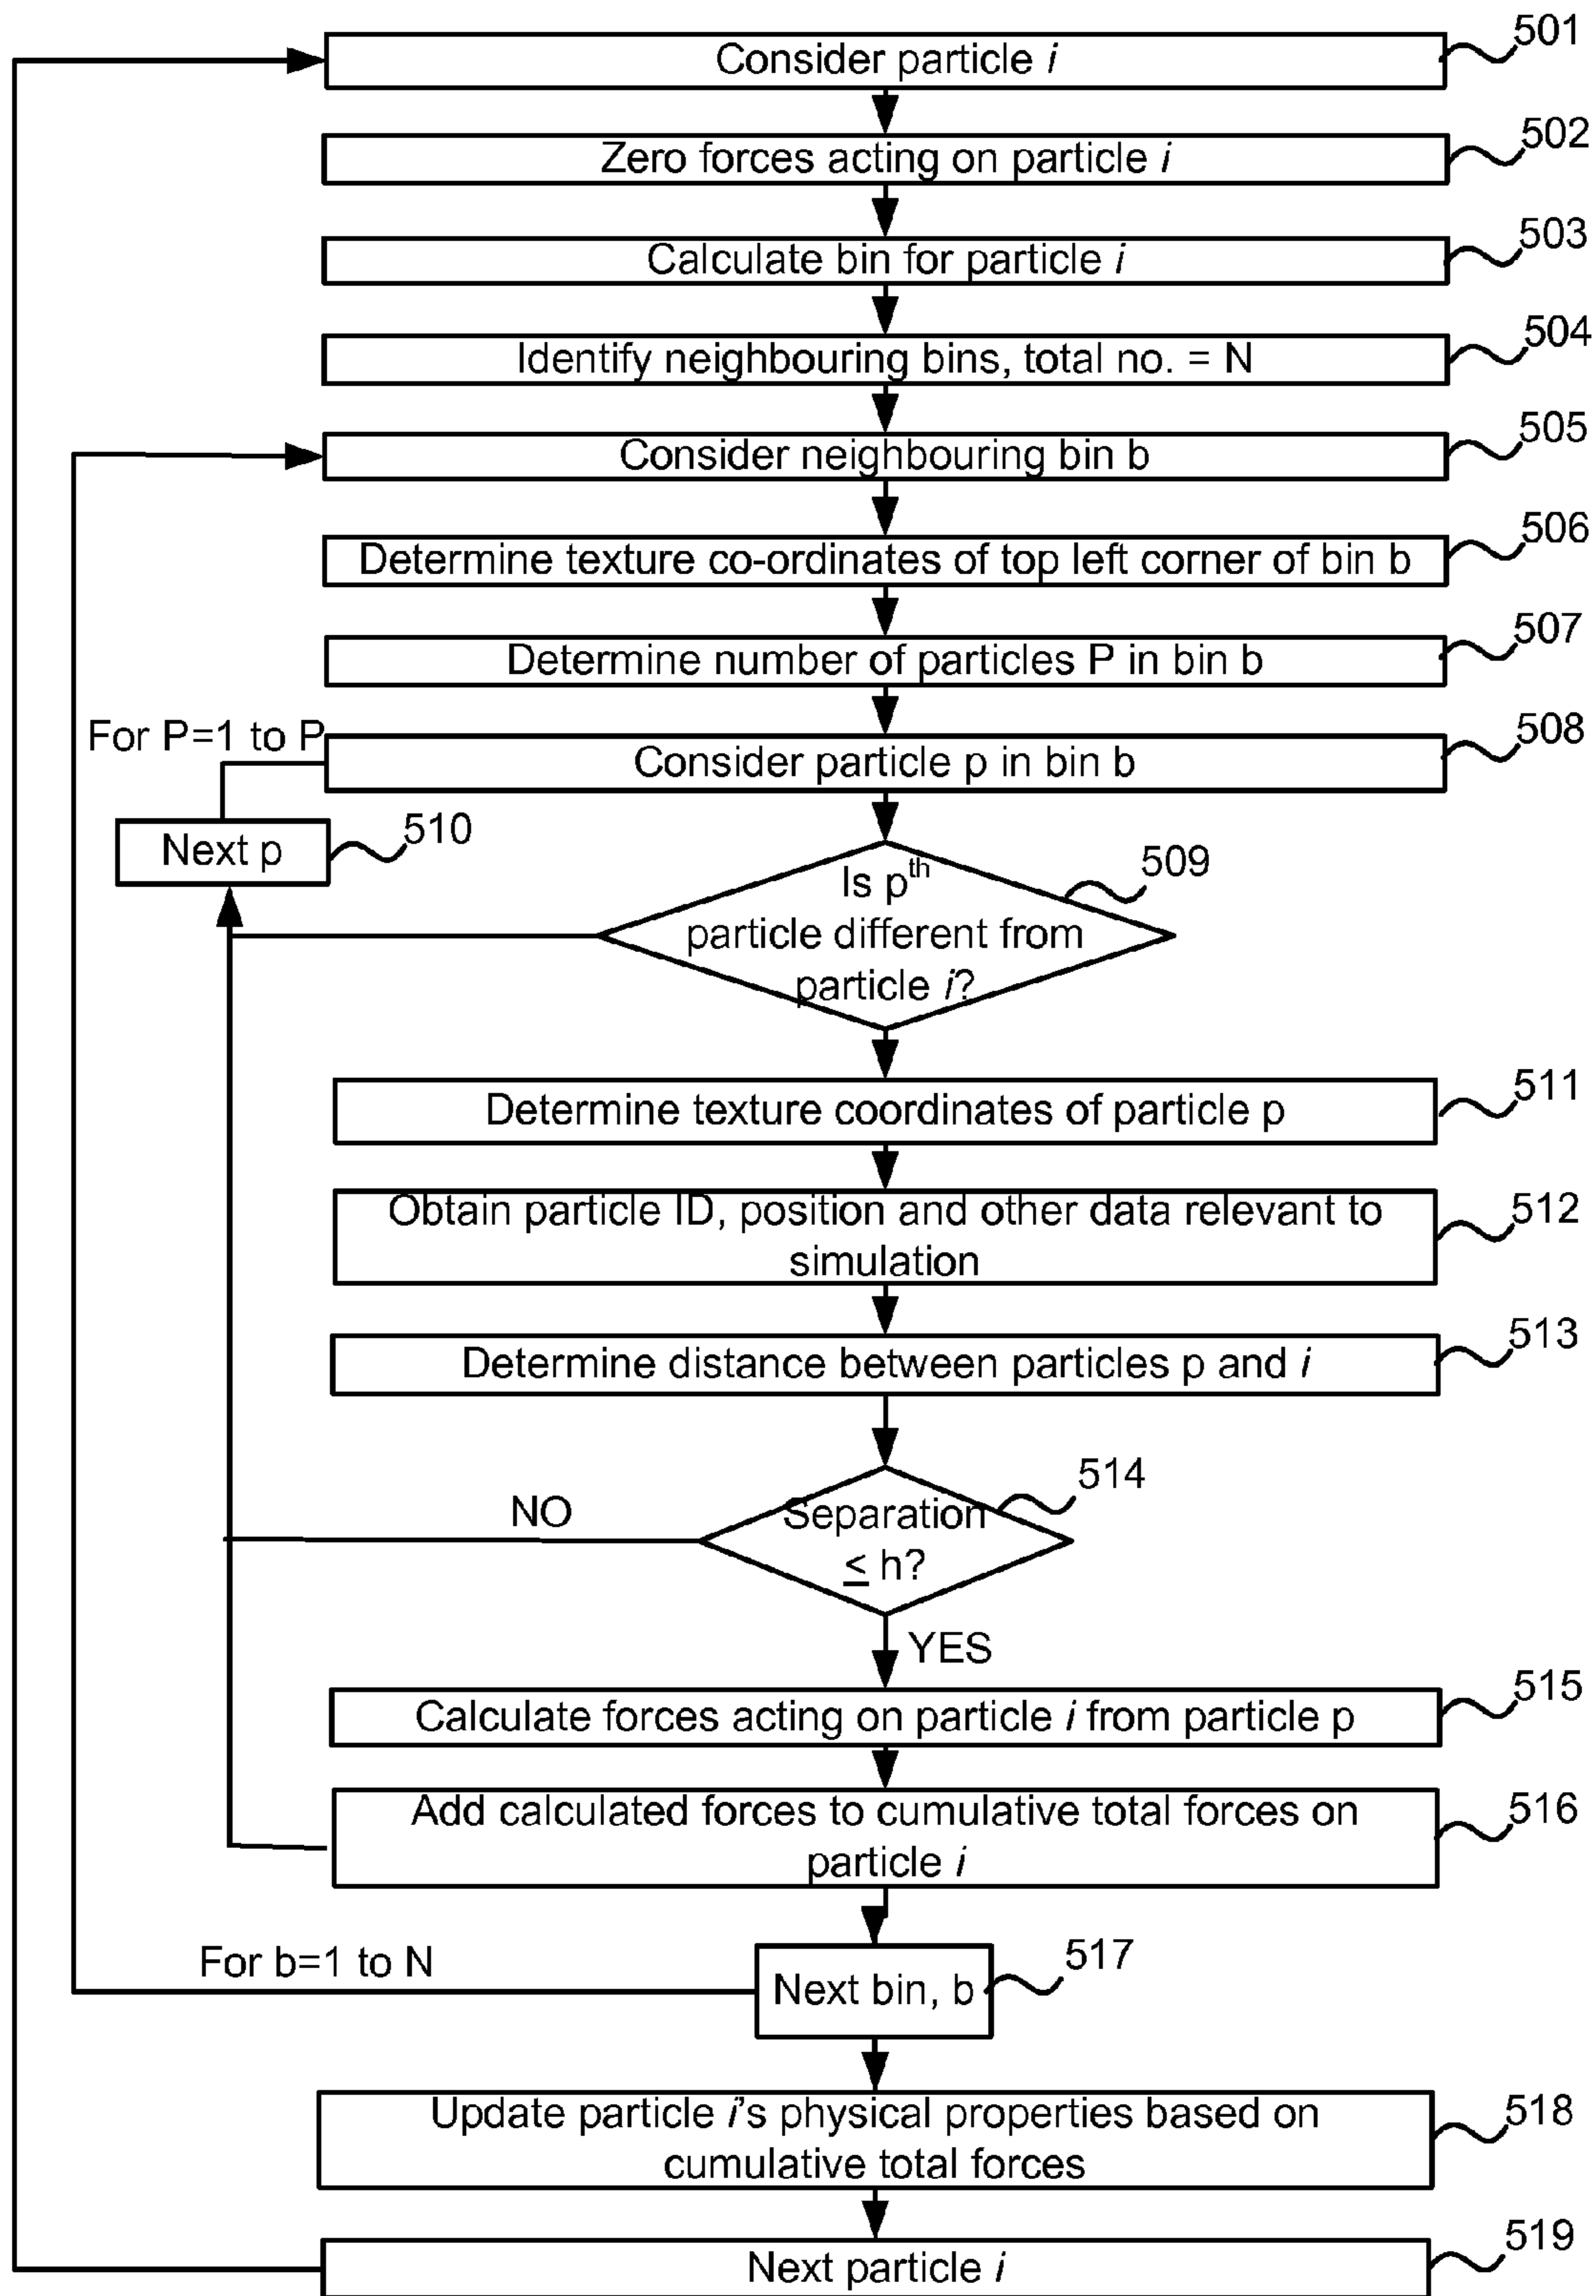 Consider particle i
501
Zero forces acting on particle i
502
Calculate bin for particle i
503
Identify neighbouring bins, total no. = N
504
Consider neighbouring bin b
505
Determine texture co-ordinates of top left corner of bin b
506
Determine number of particles P in bin b
507
For P=1 to P
Consider particle p in bin b
508
Next p
510
Is pth
particle different from
particle i?
509
Determine texture coordinates of particle p
511
Obtain particle ID, position and other data relevant to
simulation
512
Determine distance between particles p and i
513
Separation
≤ h?
514
NO
YES
Calculate forces acting on particle i from particle p
515
Add calculated forces to cumulative total forces on
particle i
516
For b=1 to N
Next bin, b
517
Update particle i's physical properties based on
cumulative total forces
518
Next particle i
519